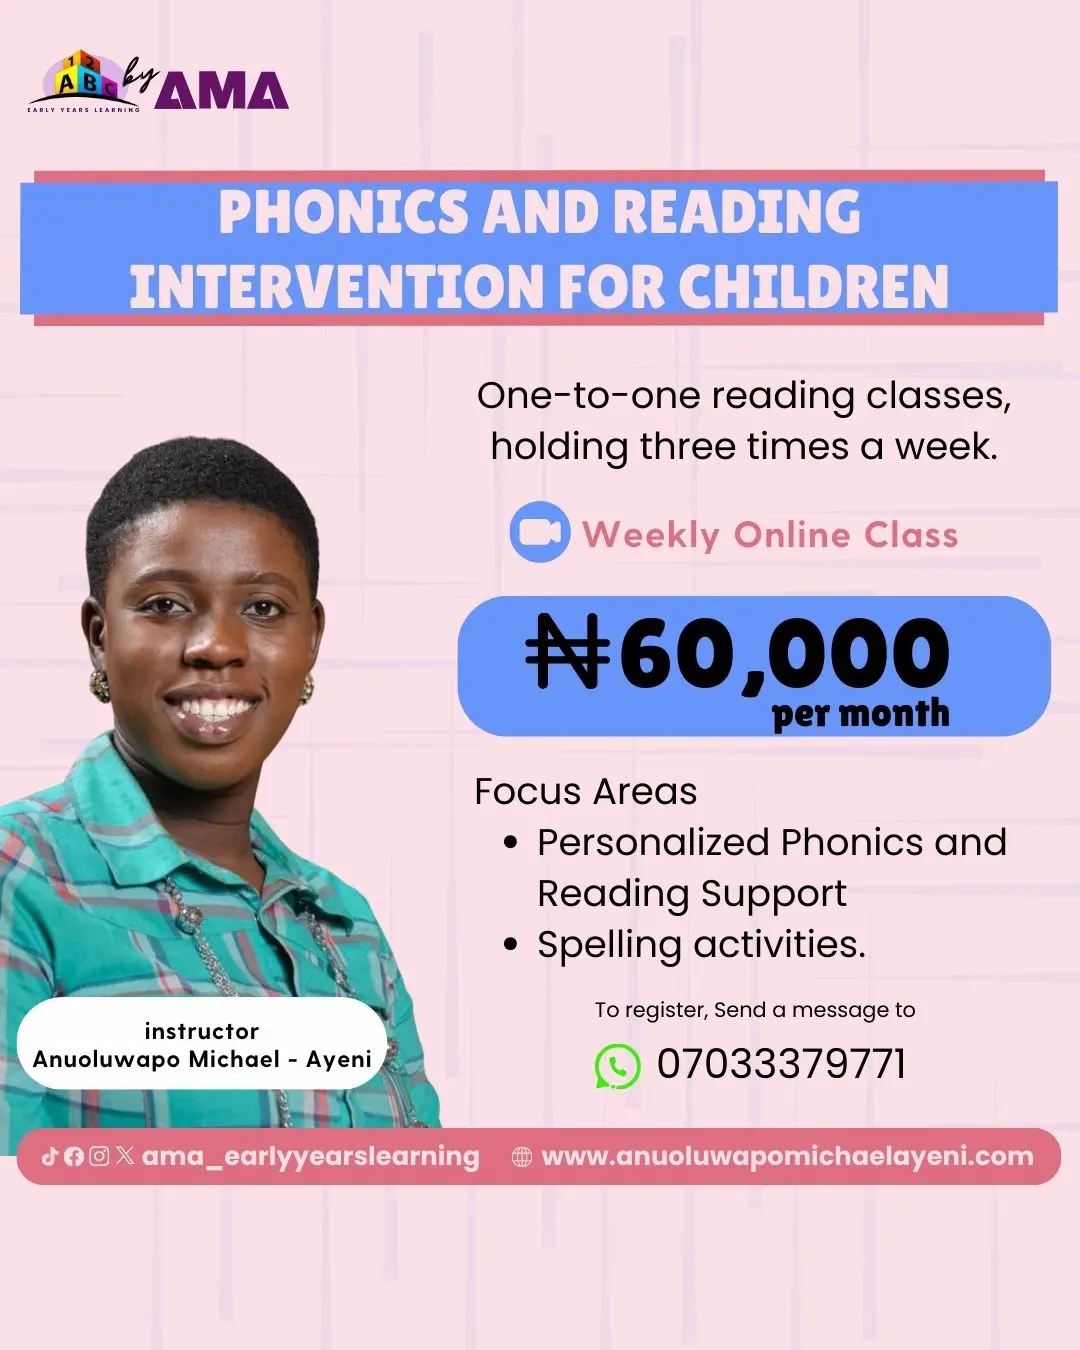 12
ABC by AMA
EARLY YEARS LEARNING
PHONICS AND READING
INTERVENTION FOR CHILDREN
One-to-one reading classes,
holding three times a week.
Weekly Online Class
₦60,000
per month
Focus Areas
• Personalized Phonics and
Reading Support
• Spelling activities.
To register, Send a message to
07033379771
instructor
Anuoluwapo Michael - Ayeni
ama_earlyyearslearning www.anuoluwapomichaelayeni.com